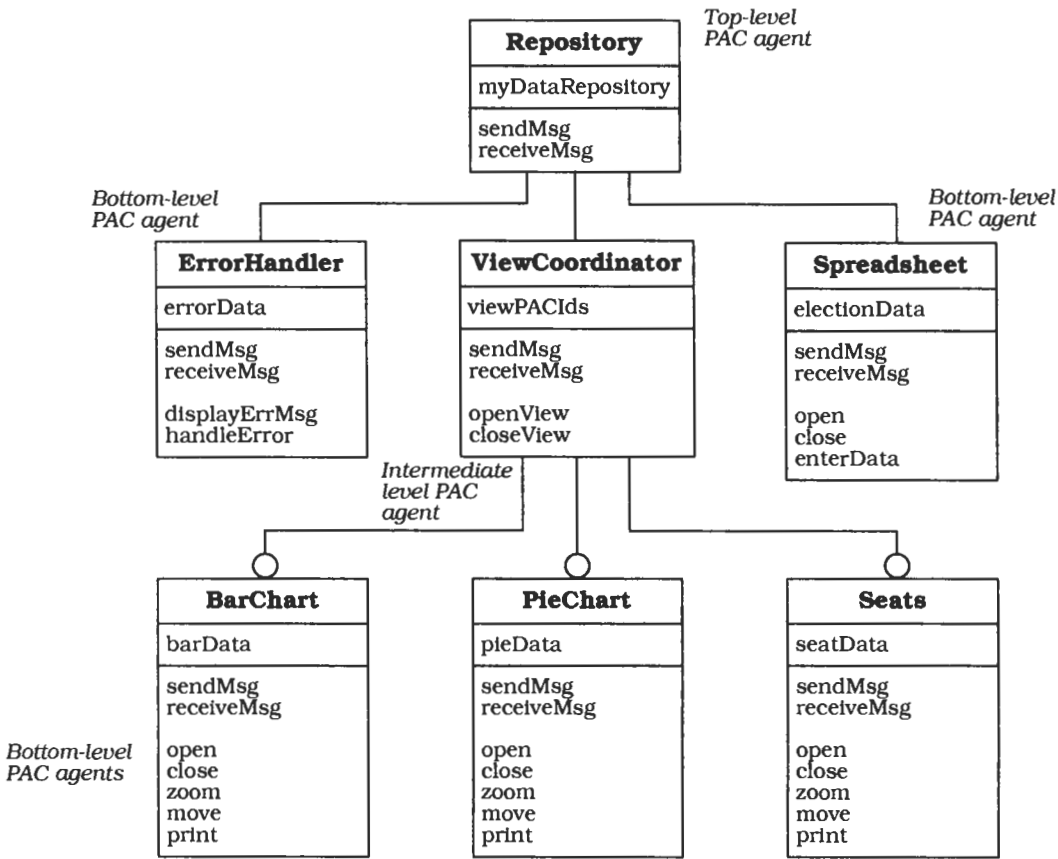 Top-level
PAC agent
Repository
myDataRepository
sendMsg
receiveMsg
Bottom-level
PAC agent
Bottom-level
PAC agent
ErrorHandler
errorData
sendMsg
receiveMsg
displayErrMsg
handleError
ViewCoordinator
viewPACIds
sendMsg
receiveMsg
openView
closeView
Spreadsheet
electionData
sendMsg
receiveMsg
open
close
enterData
Intermediate
level PAC
agent
BarChart
barData
sendMsg
receiveMsg
open
close
zoom
move
print
PieChart
pieData
sendMsg
receiveMsg
open
close
zoom
move
print
Seats
seatData
sendMsg
receiveMsg
open
close
zoom
move
print
Bottom-level
PAC agents